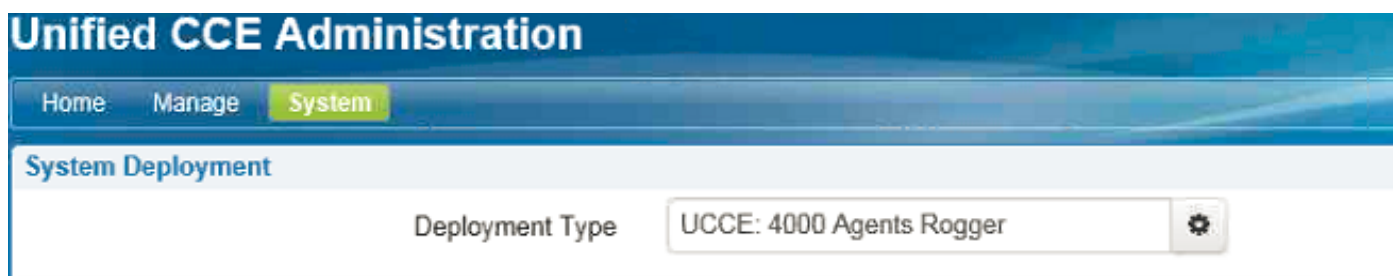 Unified CCE Administration
Home Manage System
System Deployment
Deployment Type UCCE: 4000 Agents Rogger